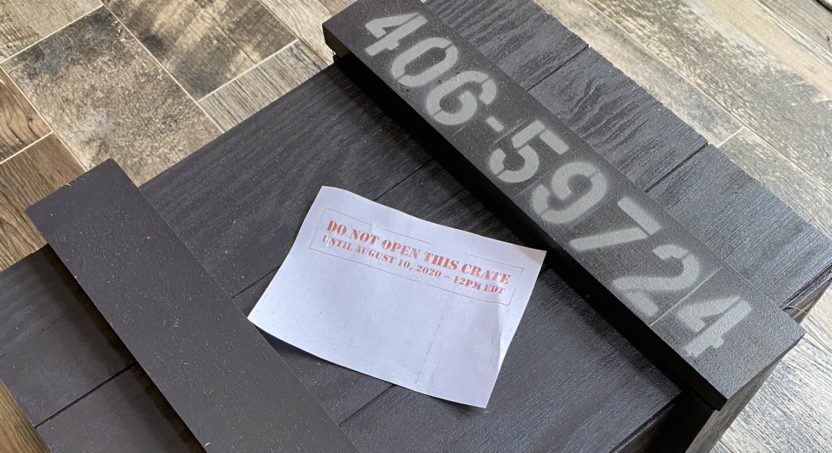 406-59724
DO NOT OPEN THIS CRATE
UNTIL AUGUST 10, 2020 – 12PM EDT